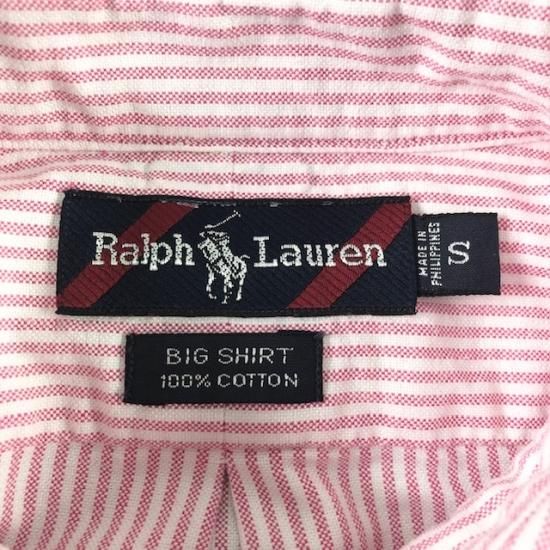 Ralph Lauren
MADE IN
PHILIPPINES
S
BIG SHIRT
100% COTTON